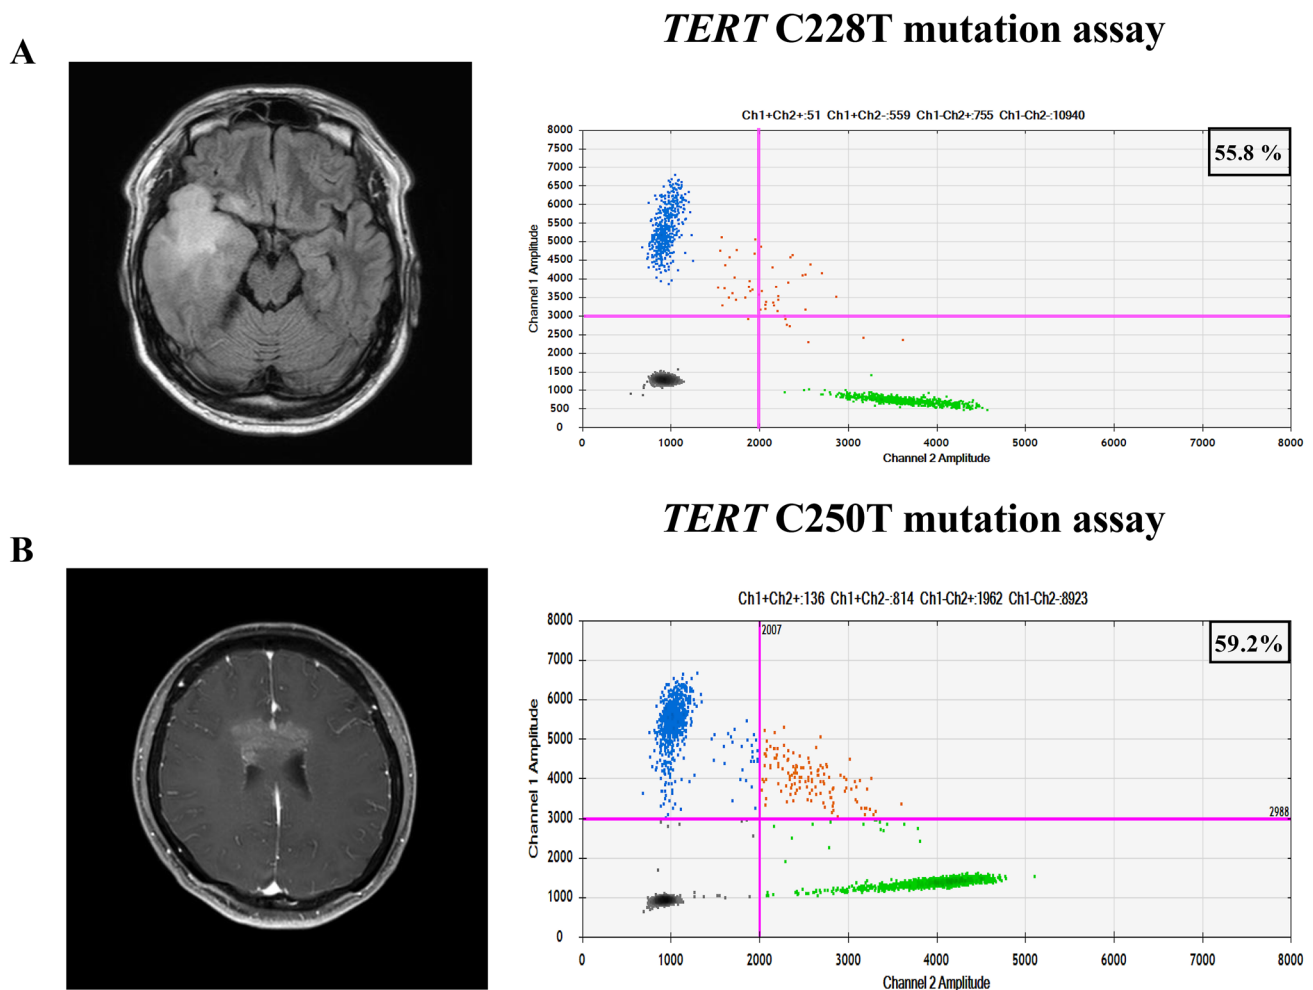 TERT C228T mutation assay
A
Ch1+Ch2+:51 Ch1+Ch2-:559 Ch1-Ch2+:755 Ch1-Ch2-:10940
55.8 %
Channel 1 Amplitude
8000
7500
7000
6500
6000
5500
5000
4500
4000
3500
3000
2500
2000
1500
1000
500
0
0 1000 2000 3000 4000 5000 6000 7000 8000
Channel 2 Amplitude
TERT C250T mutation assay
B
Ch1+Ch2+:136 Ch1+Ch2-:814 Ch1-Ch2+:1962 Ch1-Ch2-:8923
59.2%
2007
2988
Channel 1 Amplitude
8000
7000
6000
5000
4000
3000
2000
1000
0
0 1000 2000 3000 4000 5000 6000 7000 8000
Channel 2 Amplitude